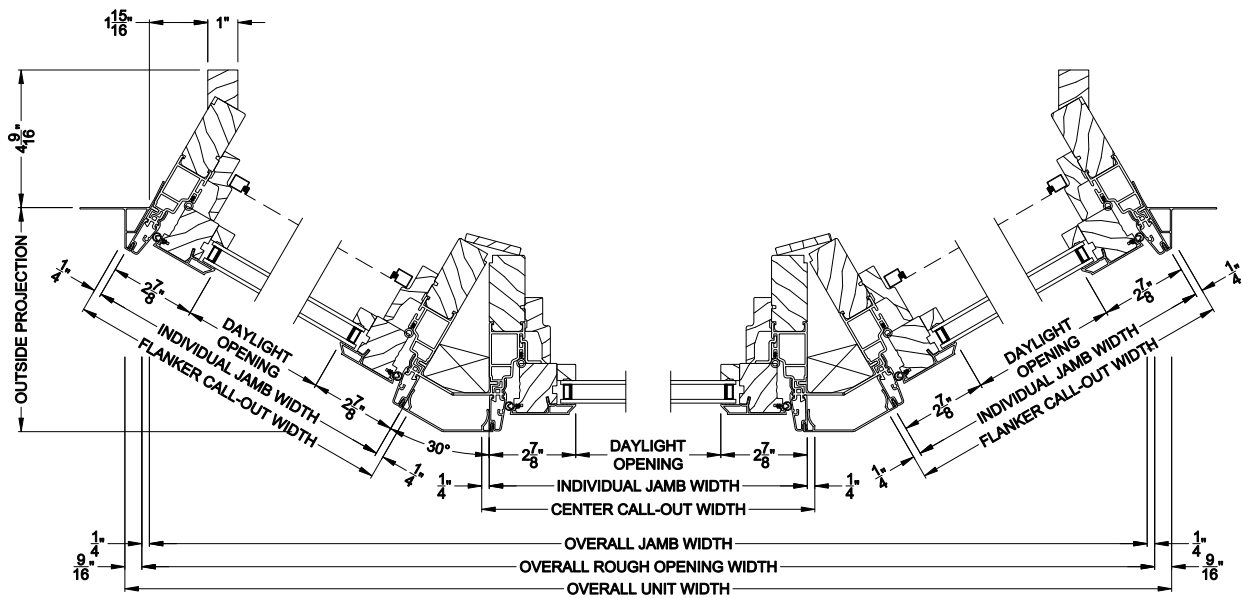 1 15/16"
1"
4 9/16"
OUTSIDE PROJECTION
1/4"
2 7/8"
DAYLIGHT
OPENING
INDIVIDUAL JAMB WIDTH
FLANKER CALL-OUT WIDTH
2 7/8"
1/4"
30°
2 7/8"
DAYLIGHT
OPENING
2 7/8"
1/4"
INDIVIDUAL JAMB WIDTH
1/4"
CENTER CALL-OUT WIDTH
1/4"
2 7/8"
DAYLIGHT
OPENING
INDIVIDUAL JAMB WIDTH
FLANKER CALL-OUT WIDTH
2 7/8"
1/4"
1/4"
OVERALL JAMB WIDTH
1/4"
9/16"
OVERALL ROUGH OPENING WIDTH
9/16"
OVERALL UNIT WIDTH